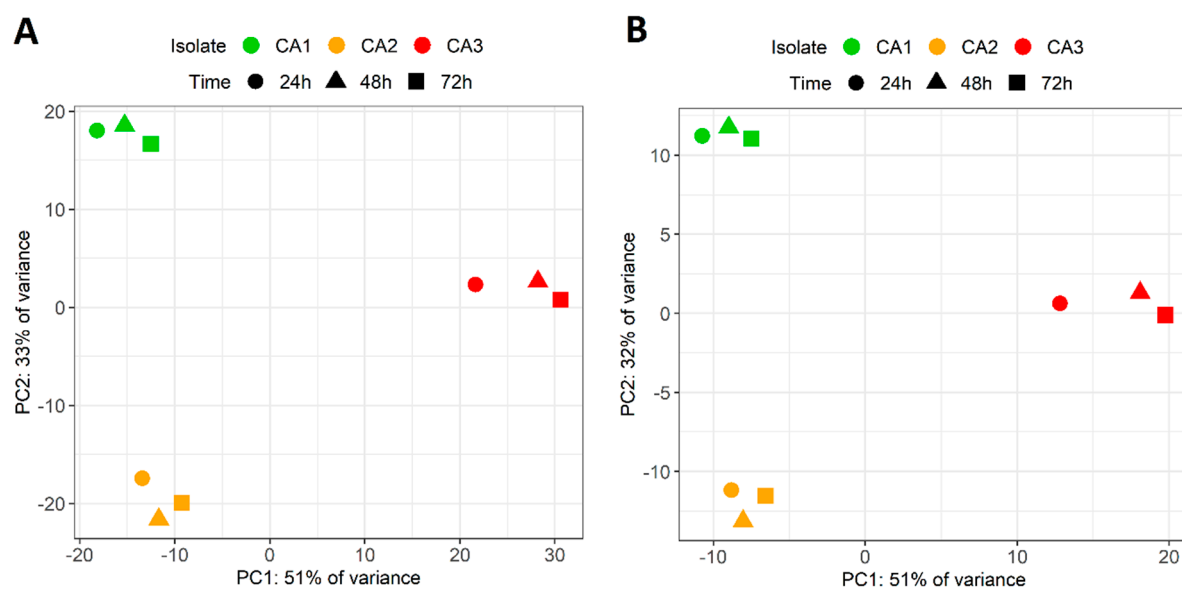 A
Isolate CA1 CA2 CA3
Time 24h 48h 72h
20
10
0
-10
-20
PC2: 33% of variance
-20 -10 0 10 20 30
PC1: 51% of variance
B
Isolate CA1 CA2 CA3
Time 24h 48h 72h
10
5
0
-5
-10
PC2: 32% of variance
-10 0 10 20
PC1: 51% of variance